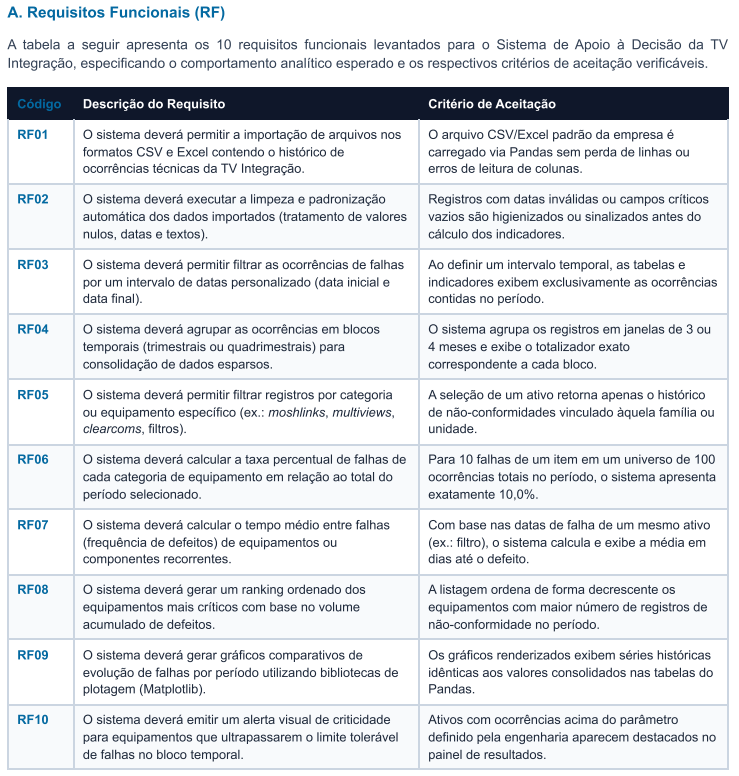 A. Requisitos Funcionais (RF)
A tabela a seguir apresenta os 10 requisitos funcionais levantados para o Sistema de Apoio à Decisão da TV
Integração, especificando o comportamento analítico esperado e os respectivos critérios de aceitação verificáveis.
Código Descrição do Requisito Critério de Aceitação
RF01 O sistema deverá permitir a importação de arquivos nos O arquivo CSV/Excel padrão da empresa é
formatos CSV e Excel contendo o histórico de carregado via Pandas sem perda de linhas ou
ocorrências técnicas da TV Integração. erros de leitura de colunas.
RF02 O sistema deverá executar a limpeza e padronização Registros com datas inválidas ou campos críticos
automática dos dados importados (tratamento de valores vazios são higienizados ou sinalizados antes do
nulos, datas e textos). cálculo dos indicadores.
RF03 O sistema deverá permitir filtrar as ocorrências de falhas Ao definir um intervalo temporal, as tabelas e
por um intervalo de datas personalizado (data inicial e indicadores exibem exclusivamente as ocorrências
data final). contidas no período.
RF04 O sistema deverá agrupar as ocorrências em blocos O sistema agrupa os registros em janelas de 3 ou
temporais (trimestrais ou quadrimestrais) para 4 meses e exibe o totalizador exato
consolidação de dados esparsos. correspondente a cada bloco.
RF05 O sistema deverá permitir filtrar registros por categoria A seleção de um ativo retorna apenas o histórico
ou equipamento específico (ex.: moshlinks, multiviews, de não-conformidades vinculado àquela família ou
clearcoms, filtros). unidade.
RF06 O sistema deverá calcular a taxa percentual de falhas de Para 10 falhas de um item em um universo de 100
cada categoria de equipamento em relação ao total do ocorrências totais no período, o sistema apresenta
período selecionado. exatamente 10,0%.
RF07 O sistema deverá calcular o tempo médio entre falhas Com base nas datas de falha de um mesmo ativo
(frequência de defeitos) de equipamentos ou (ex.: filtro), o sistema calcula e exibe a média em
componentes recorrentes. dias até o defeito.
RF08 O sistema deverá gerar um ranking ordenado dos A listagem ordena de forma decrescente os
equipamentos mais críticos com base no volume equipamentos com maior número de registros de
acumulado de defeitos. não-conformidade no período.
RF09 O sistema deverá gerar gráficos comparativos de Os gráficos renderizados exibem séries históricas
evolução de falhas por período utilizando bibliotecas de idênticas aos valores consolidados nas tabelas do
plotagem (Matplotlib). Pandas.
RF10 O sistema deverá emitir um alerta visual de criticidade Ativos com ocorrências acima do parâmetro
para equipamentos que ultrapassarem o limite tolerável definido pela engenharia aparecem destacados no
de falhas no bloco temporal. painel de resultados.